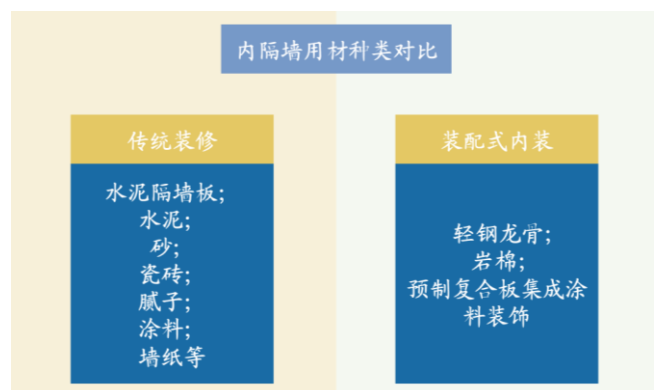 内隔墙用材种类对比
传统装修
水泥隔墙板;
水泥;
砂;
瓷砖;
腻子;
涂料;
墙纸等
装配式内装
轻钢龙骨;
岩棉;
预制复合板集成涂
料装饰